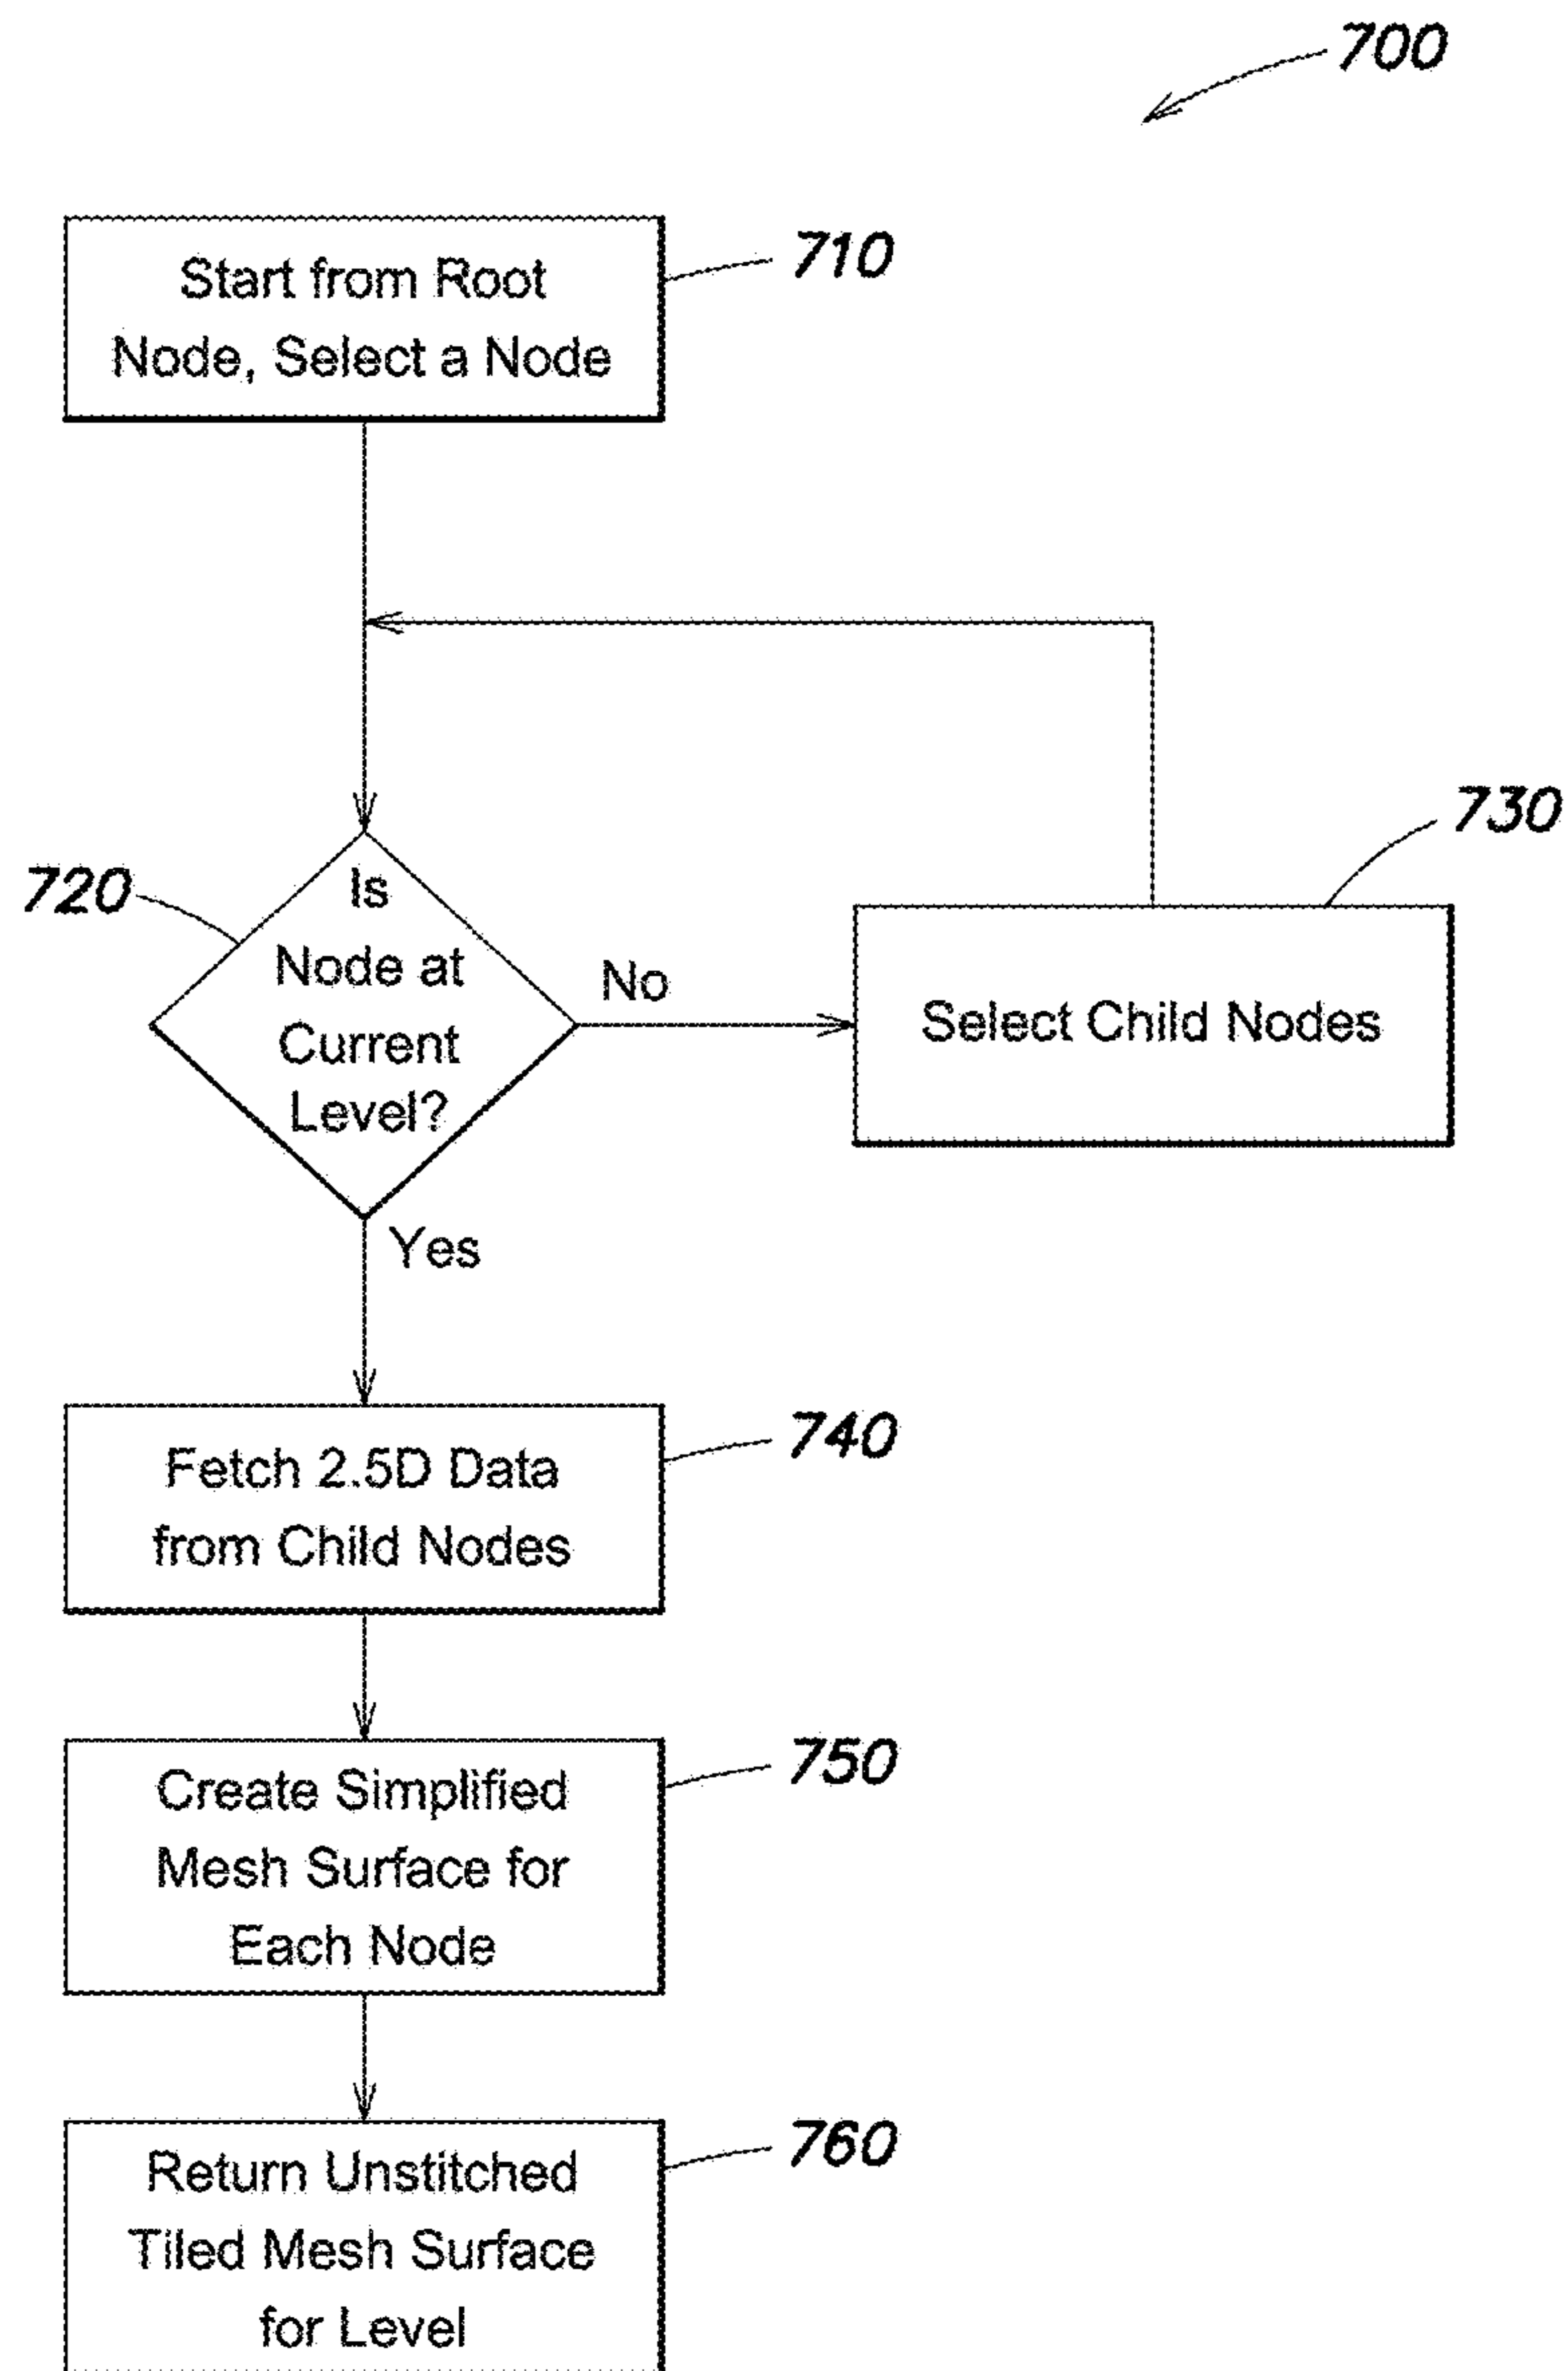 700
Start from Root
Node, Select a Node
710
720
Is
Node at
Current
Level?
No
730
Select Child Nodes
Yes
Fetch 2.5D Data
from Child Nodes
740
Create Simplified
Mesh Surface for
Each Node
750
Return Unstitched
Tiled Mesh Surface
for Level
760